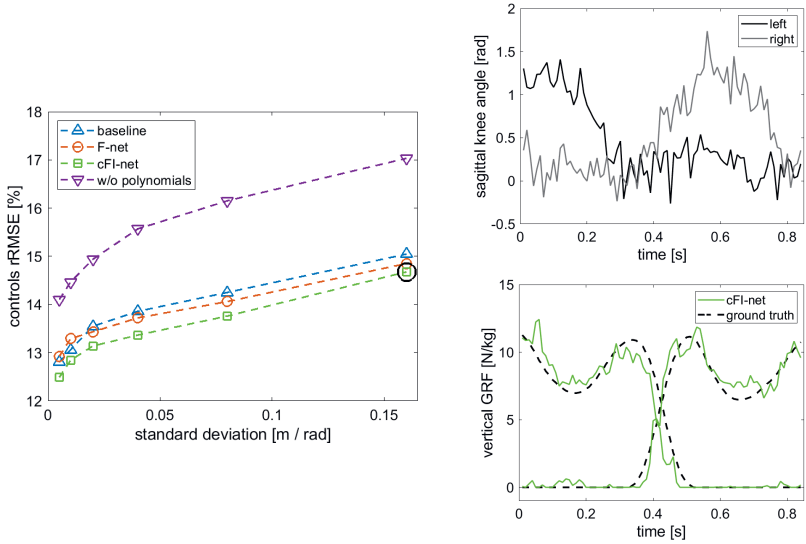 18
17
16
15
14
13
12
controls rRMSE [%]
baseline
F-net
cFI-net
w/o polynomials
0
0.05
0.1
0.15
standard deviation [m / rad]
2
1.5
1
0.5
0
-0.5
sagittal knee angle [rad]
left
right
0
0.2
0.4
0.6
0.8
time [s]
15
10
5
0
vertical GRF [N/kg]
cFI-net
ground truth
0
0.2
0.4
0.6
0.8
time [s]